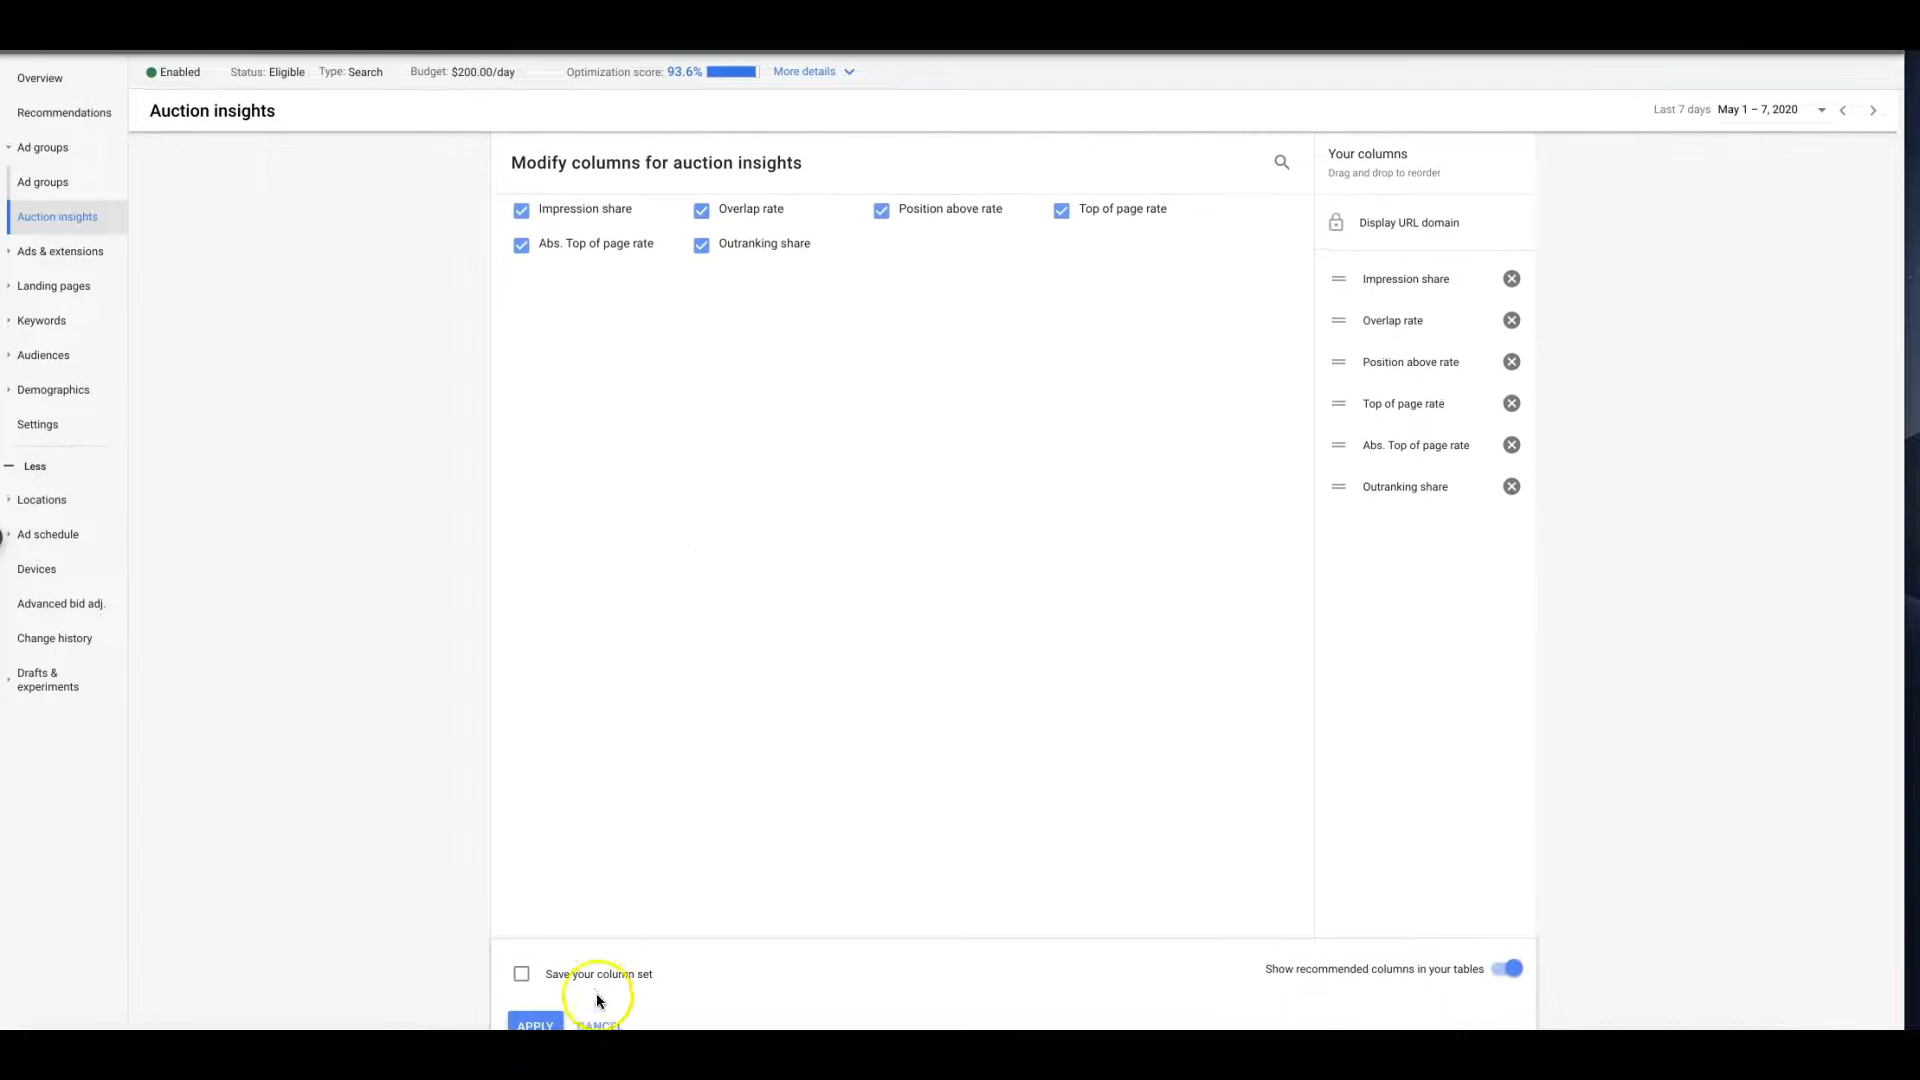 Overview
Recommendations
Ad groups
Ad groups
Auction insights
Ads & extensions
Landing pages
Keywords
Audiences
Demographics
Settings
Less
Locations
Ad schedule
Devices
Advanced bid adj.
Change history
Drafts &
experiments
Enabled Status: Eligible Type: Search Budget: $200.00/day Optimization score: 93.6% More details
Auction insights
Last 7 days May 1 – 7, 2020
Modify columns for auction insights
Impression share Overlap rate Position above rate Top of page rate
Abs. Top of page rate Outranking share
Your columns
Drag and drop to reorder
Display URL domain
Impression share
Overlap rate
Position above rate
Top of page rate
Abs. Top of page rate
Outranking share
Save your column set
Show recommended columns in your tables
APPLY CANCEL